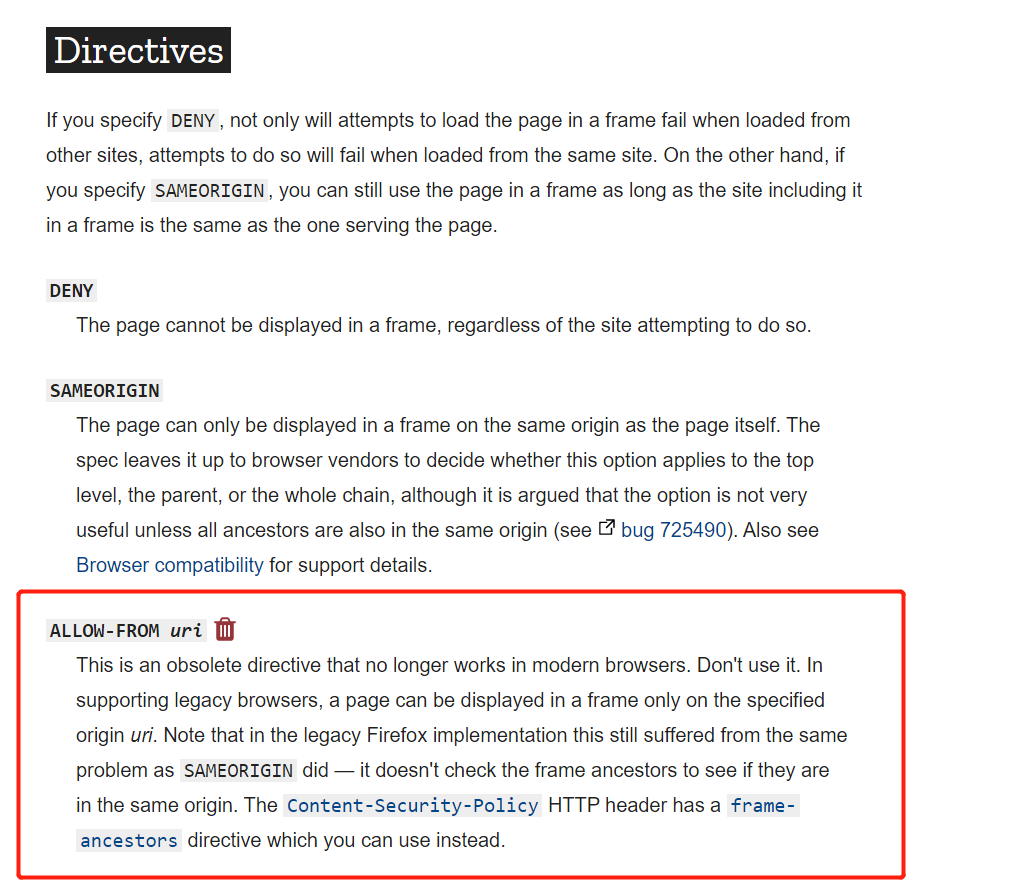 Directives
If you specify DENY, not only will attempts to load the page in a frame fail when loaded from
other sites, attempts to do so will fail when loaded from the same site. On the other hand, if
you specify SAMEORIGIN, you can still use the page in a frame as long as the site including it
in a frame is the same as the one serving the page.
DENY
The page cannot be displayed in a frame, regardless of the site attempting to do so.
SAMEORIGIN
The page can only be displayed in a frame on the same origin as the page itself. The
spec leaves it up to browser vendors to decide whether this option applies to the top
level, the parent, or the whole chain, although it is argued that the option is not very
useful unless all ancestors are also in the same origin (see bug 725490). Also see
Browser compatibility for support details.
ALLOW-FROM uri
This is an obsolete directive that no longer works in modern browsers. Don't use it. In
supporting legacy browsers, a page can be displayed in a frame only on the specified
origin uri. Note that in the legacy Firefox implementation this still suffered from the same
problem as SAMEORIGIN did — it doesn't check the frame ancestors to see if they are
in the same origin. The Content-Security-Policy HTTP header has a frame-
ancestors directive which you can use instead.